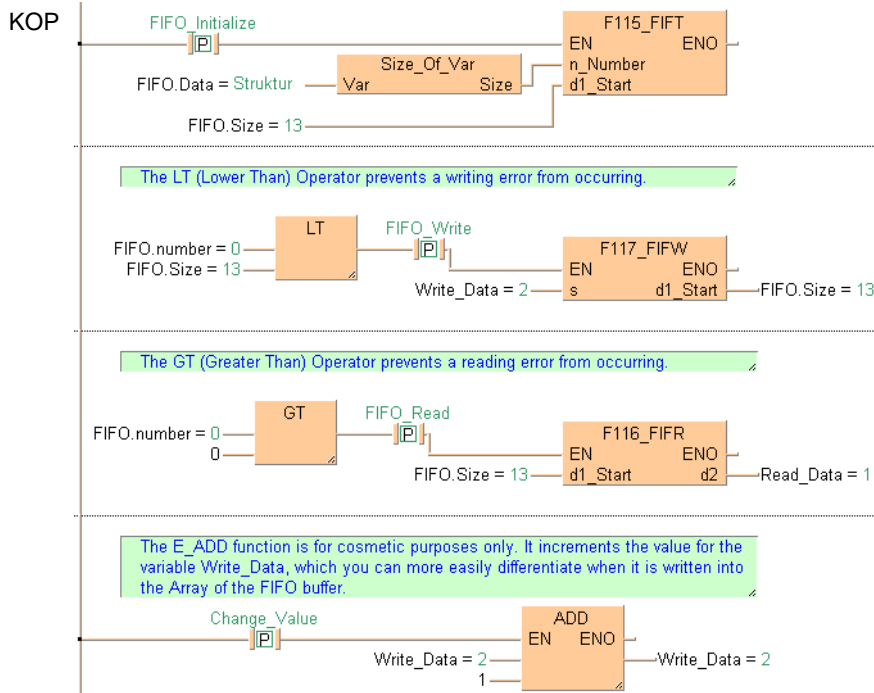 KOP
FIFO_Initialize
P
F115_FIFT
EN ENO
n_Number
d1_Start
Size_Of_Var
Var Size
FIFO.Data = Struktur
FIFO.Size = 13
The LT (Lower Than) Operator prevents a writing error from occurring.
LT
FIFO_Write
P
FIFO.number = 0
FIFO.Size = 13
F117_FIFW
EN ENO
Write_Data = 2
s d1_Start
FIFO.Size = 13
The GT (Greater Than) Operator prevents a reading error from occurring.
GT
FIFO_Read
P
FIFO.number = 0
0
F116_FIFR
EN ENO
FIFO.Size = 13
d1_Start d2
Read_Data = 1
The E_ADD function is for cosmetic purposes only. It increments the value for the
variable Write_Data, which you can more easily differentiate when it is written into
the Array of the FIFO buffer.
Change_Value
P
ADD
EN ENO
Write_Data = 2
1
Write_Data = 2